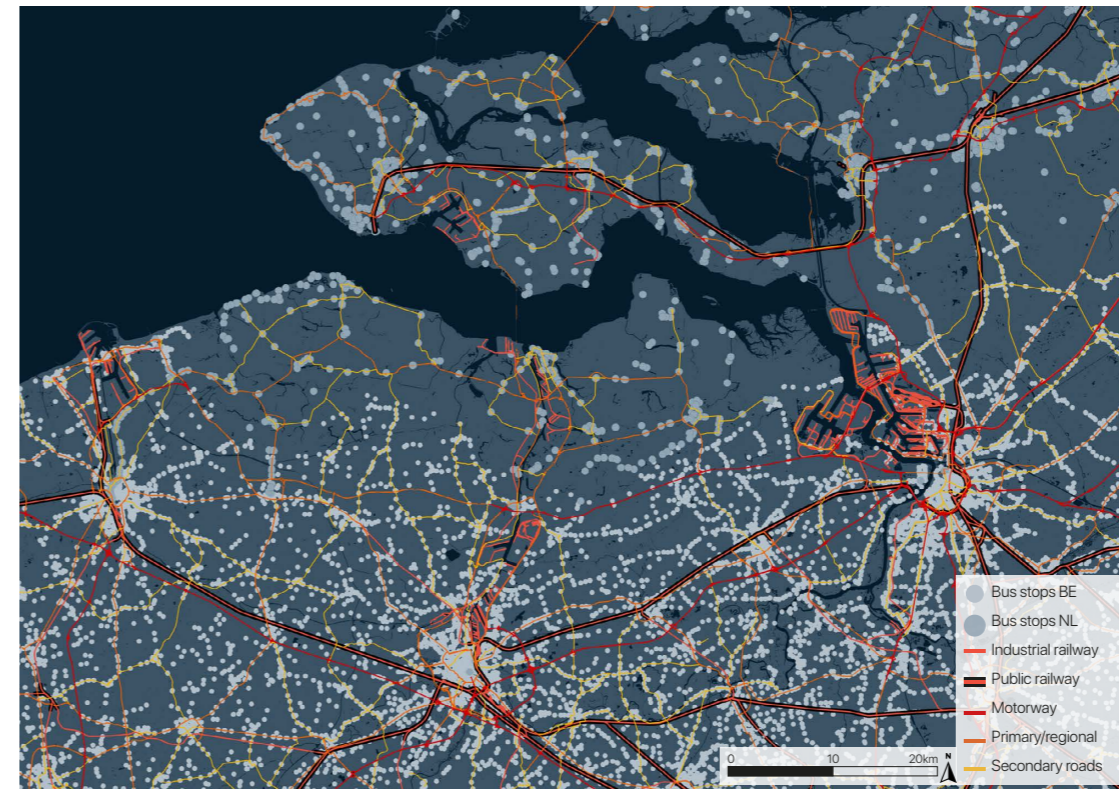 Bus stops BE
Bus stops NL
Industrial railway
Public railway
Motorway
Primary/regional
Secondary roads
0 10 20km N